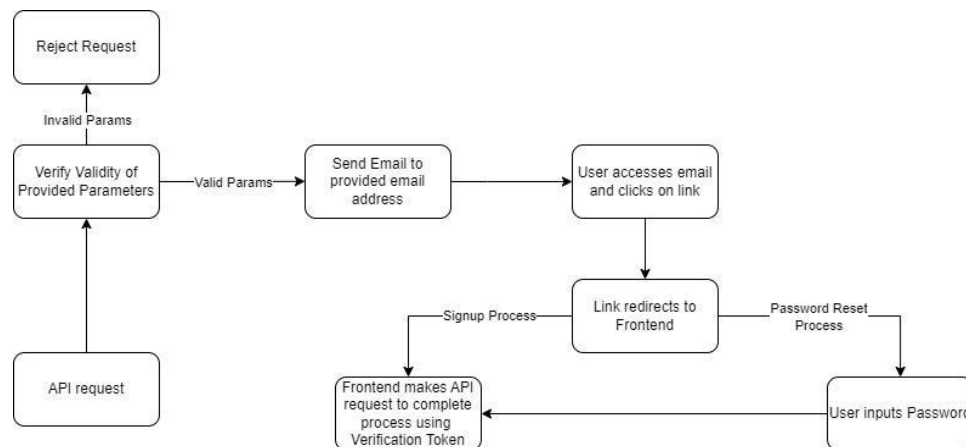 Reject Request
Invalid Params
Verify Validity of
Provided Parameters
Valid Params
Send Email to
provided email
address
User accesses email
and clicks on link
Link redirects to
Frontend
Signup Process
Password Reset
Process
API request
Frontend makes API
request to complete
process using
Verification Token
User inputs Password